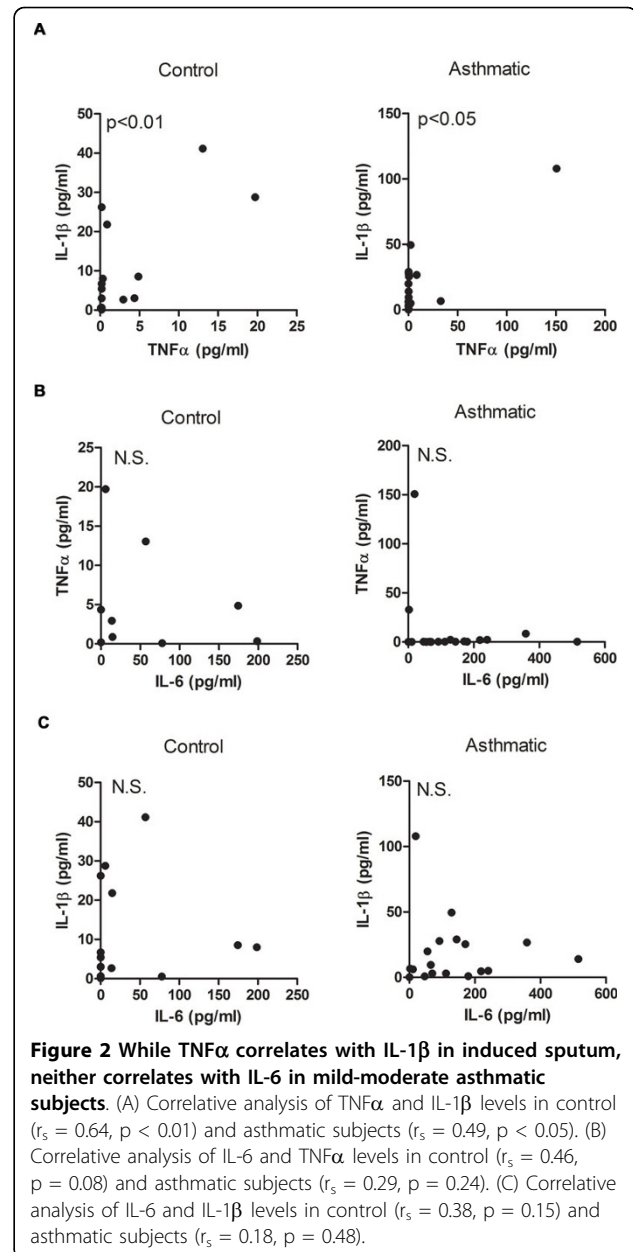 A
Control
Asthmatic
p<0.01
50
40
30
20
10
0
IL-1β (pg/ml)
0
5
10
15
20
25
TNFα (pg/ml)
p<0.05
150
100
50
0
IL-1β (pg/ml)
0
50
100
150
200
TNFα (pg/ml)
B
Control
Asthmatic
N.S.
25
20
15
10
5
0
TNFα (pg/ml)
0
50
100
150
200
250
IL-6 (pg/ml)
N.S.
200
150
100
50
0
TNFα (pg/ml)
0
200
400
600
IL-6 (pg/ml)
C
Control
Asthmatic
N.S.
50
40
30
20
10
0
IL-1β (pg/ml)
0
50
100
150
200
250
IL-6 (pg/ml)
N.S.
150
100
50
0
IL-1β (pg/ml)
0
200
400
600
IL-6 (pg/ml)
Figure 2 While TNFα correlates with IL-1β in induced sputum,
neither correlates with IL-6 in mild-moderate asthmatic
subjects. (A) Correlative analysis of TNFα and IL-1β levels in control
(rs = 0.64, p < 0.01) and asthmatic subjects (rs = 0.49, p < 0.05). (B)
Correlative analysis of IL-6 and TNFα levels in control (rs = 0.46,
p = 0.08) and asthmatic subjects (rs = 0.29, p = 0.24). (C) Correlative
analysis of IL-6 and IL-1β levels in control (rs = 0.38, p = 0.15) and
asthmatic subjects (rs = 0.18, p = 0.48).